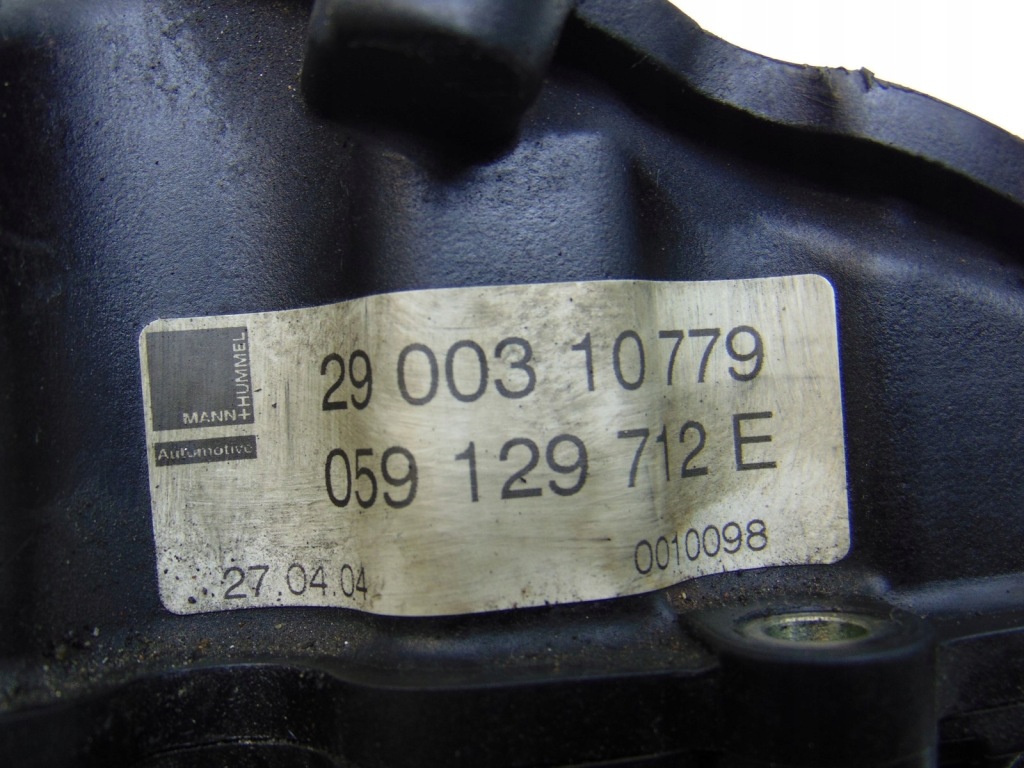 MANN
+HUMMEL
Automotive
29 003 10779
059 129 712 E
27.04.04
0010098